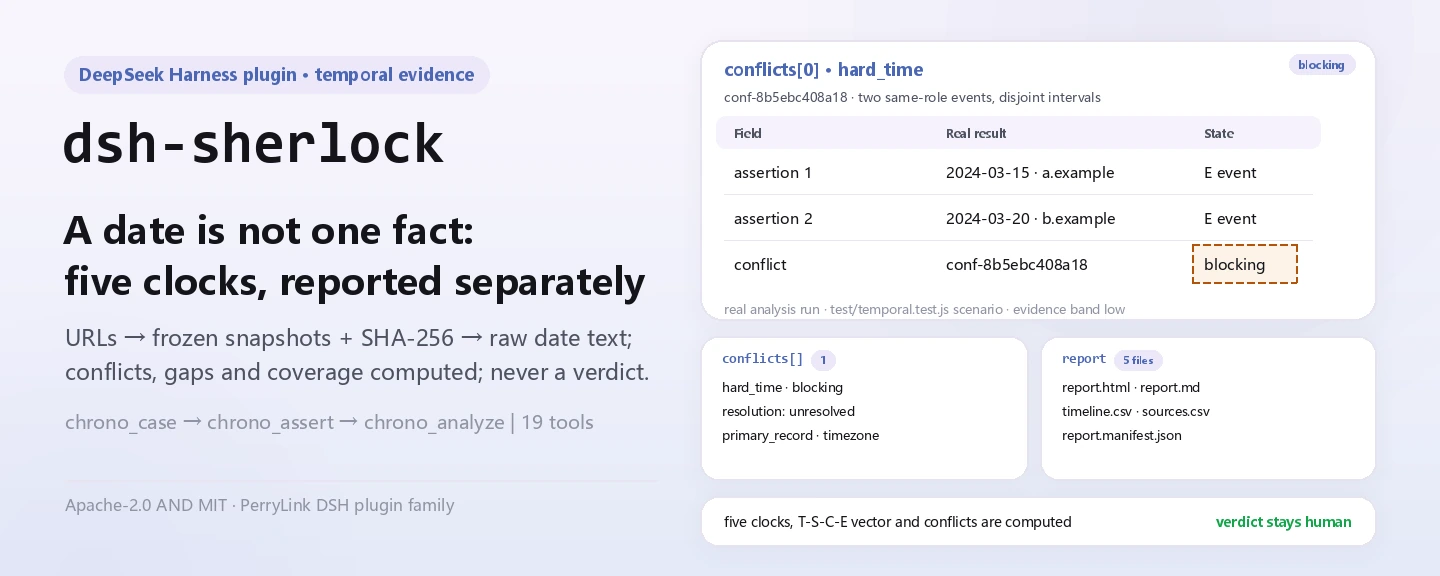 DeepSeek Harness plugin • temporal evidence
dsh-sherlock
A date is not one fact:
five clocks, reported separately
URLs → frozen snapshots + SHA-256 → raw date text;
conflicts, gaps and coverage computed; never a verdict.
chrono_case → chrono_assert → chrono_analyze | 19 tools
Apache-2.0 AND MIT · PerryLink DSH plugin family
conflicts[0] • hard_time
blocking
conf-8b5ebc408a18 · two same-role events, disjoint intervals
Field Real result State
assertion 1 2024-03-15 · a.example E event
assertion 2 2024-03-20 · b.example E event
conflict conf-8b5ebc408a18 blocking
real analysis run · test/temporal.test.js scenario · evidence band low
conflicts[] 1
hard_time · blocking
resolution: unresolved
primary_record · timezone
report 5 files
report.html · report.md
timeline.csv · sources.csv
report.manifest.json
five clocks, T-S-C-E vector and conflicts are computed
verdict stays human